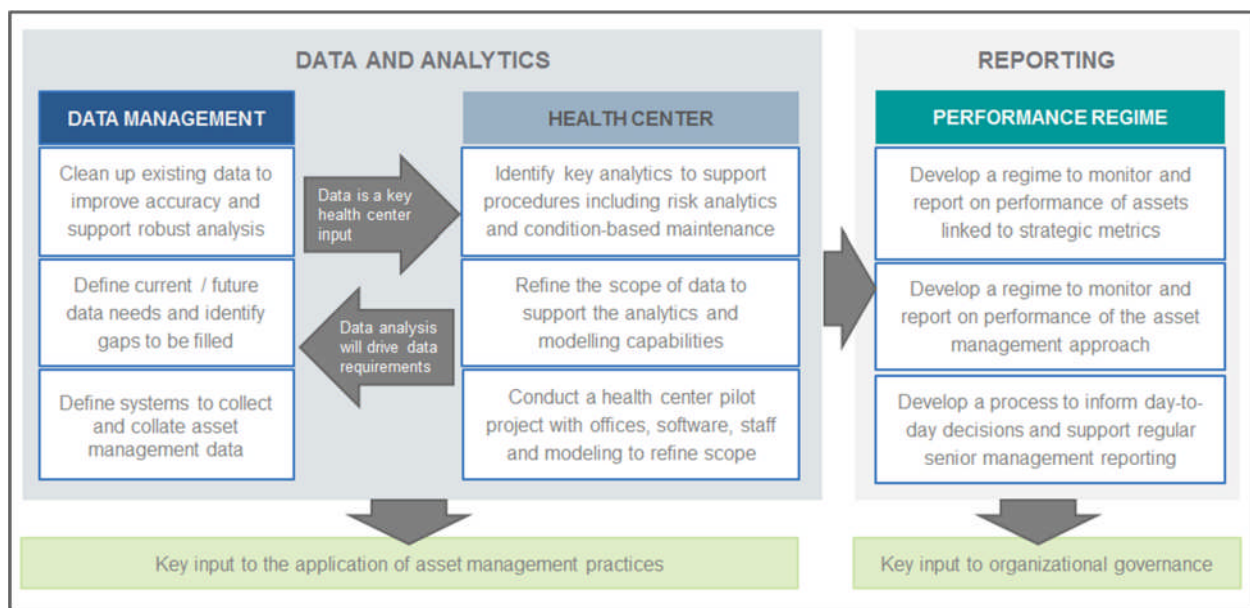 DATA AND ANALYTICS
DATA MANAGEMENT
Clean up existing data to
improve accuracy and
support robust analysis
Define current / future
data needs and identify
gaps to be filled
Define systems to collect
and collate asset
management data
Data is a key
health center
input
Data analysis
will drive data
requirements
HEALTH CENTER
Identify key analytics to support
procedures including risk analytics
and condition-based maintenance
Refine the scope of data to
support the analytics and
modelling capabilities
Conduct a health center pilot
project with offices, software, staff
and modeling to refine scope
Key input to the application of asset management practices
REPORTING
PERFORMANCE REGIME
Develop a regime to monitor and
report on performance of assets
linked to strategic metrics
Develop a regime to monitor and
report on performance of the asset
management approach
Develop a process to inform day-to-
day decisions and support regular
senior management reporting
Key input to organizational governance